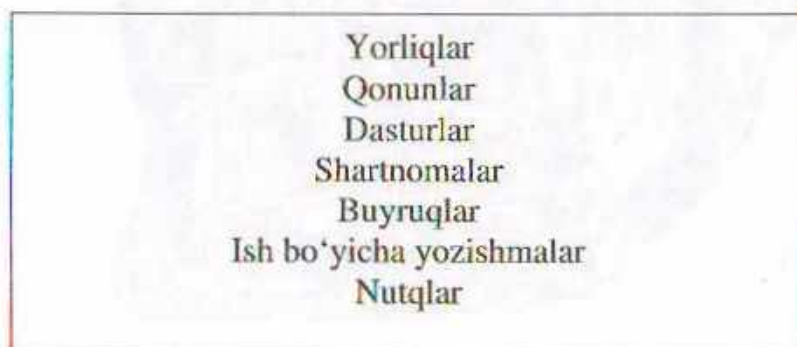 Yorliqlar
Qonunlar
Dasturlar
Shartnomalar
Buyruqlar
Ish bo‘yicha yozishmalar
Nutqlar